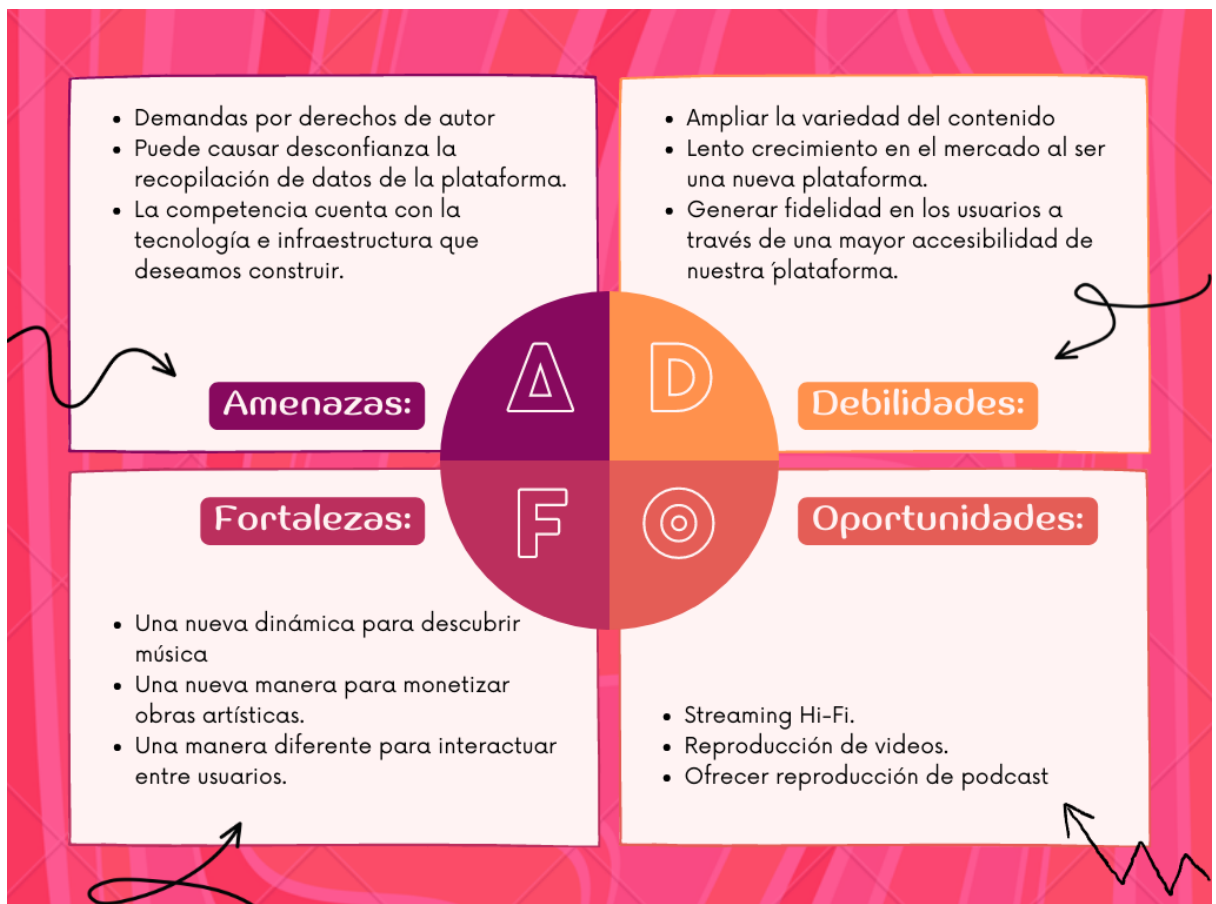 • Demandas por derechos de autor
• Puede causar desconfianza la
recopilación de datos de la plataforma.
• La competencia cuenta con la
tecnología e infraestructura que
deseamos construir.
Amenazas:
• Ampliar la variedad del contenido
• Lento crecimiento en el mercado al ser
una nueva plataforma.
• Generar fidelidad en los usuarios a
través de una mayor accesibilidad de
nuestra ´plataforma.
Debilidades:
A
D
F
O
Fortalezas:
• Una nueva dinámica para descubrir
música
• Una nueva manera para monetizar
obras artísticas.
• Una manera diferente para interactuar
entre usuarios.
Oportunidades:
• Streaming Hi-Fi.
• Reproducción de videos.
• Ofrecer reproducción de podcast